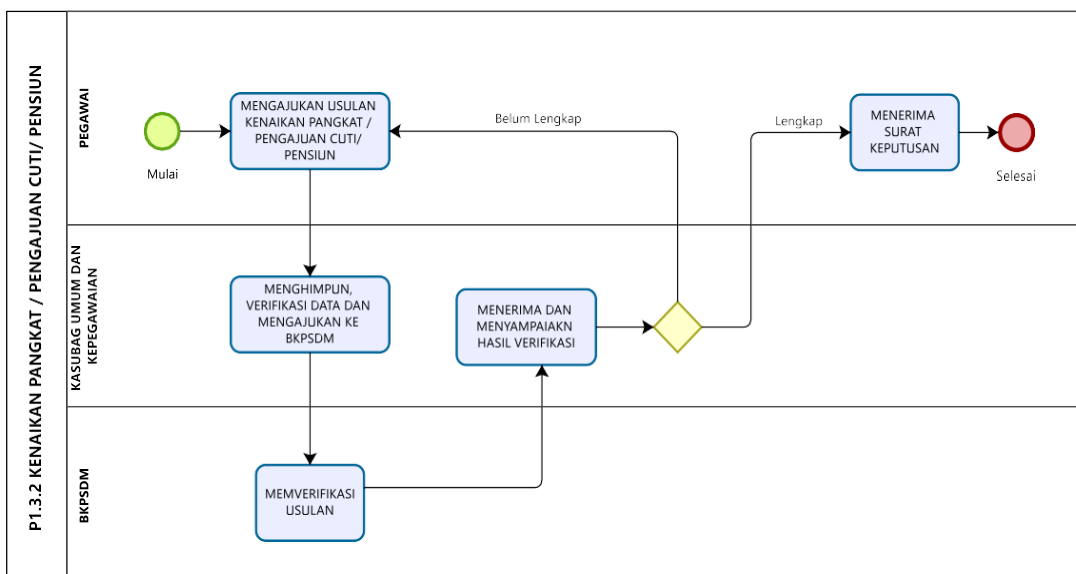 P1.3.2 KENAIKAN PANGKAT / PENGAJUAN CUTI/ PENSIUN
PEGAWAI
Mulai
MENGAJUKAN USULAN
KENAIKAN PANGKAT /
PENGAJUAN CUTI/
PENSIUN
Belum Lengkap
Lengkap
MENERIMA
SURAT
KEPUTUSAN
Selesai
KASUBAG UMUM DAN
KEPEGAWAIAN
MENGHIMPUN,
VERIFIKASI DATA DAN
MENGAJUKAN KE
BKPSDM
MENERIMA DAN
MENYAMPAIAKN
HASIL VERIFIKASI
BKPSDM
MEMVERIFIKASI
USULAN